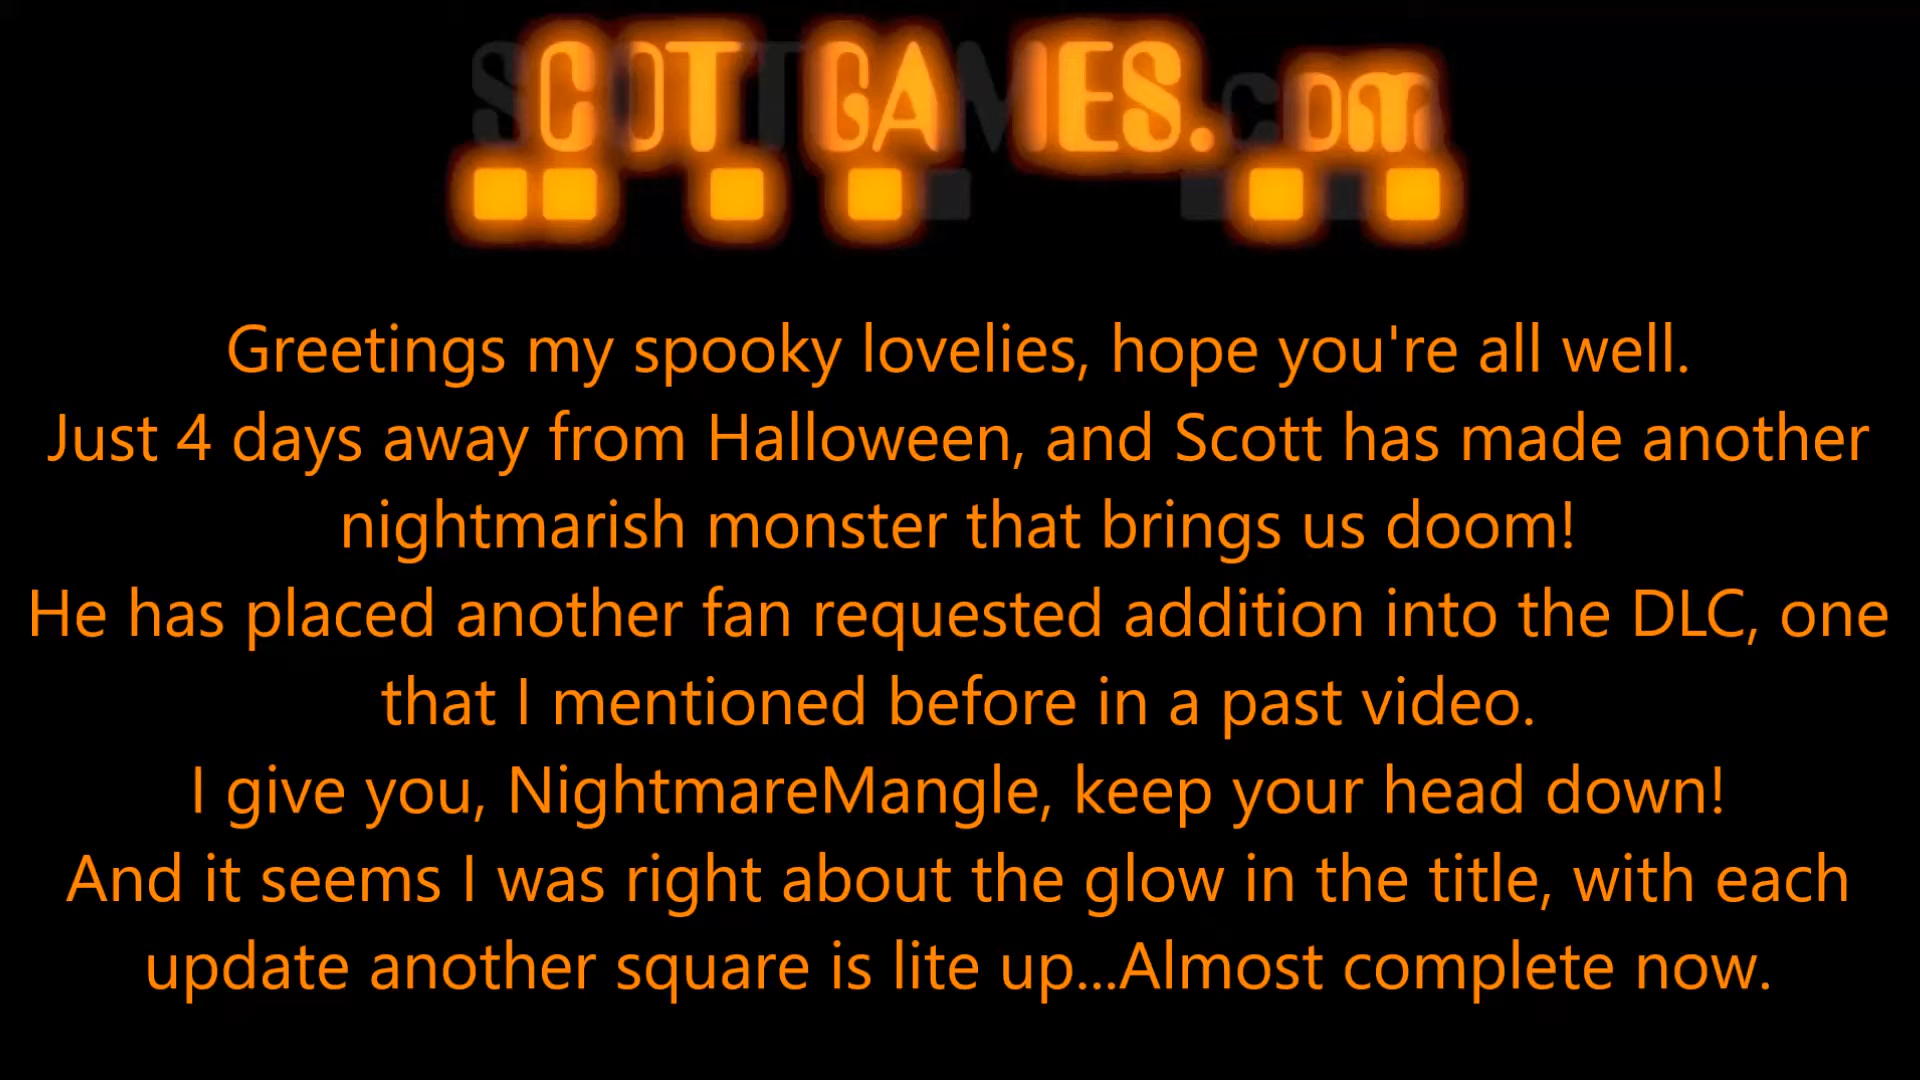 SCOTTGAMES.com
Greetings my spooky lovelies, hope you're all well.
Just 4 days away from Halloween, and Scott has made another
nightmarish monster that brings us doom!
He has placed another fan requested addition into the DLC, one
that I mentioned before in a past video.
I give you, NightmareMangle, keep your head down!
And it seems I was right about the glow in the title, with each
update another square is lite up...Almost complete now.